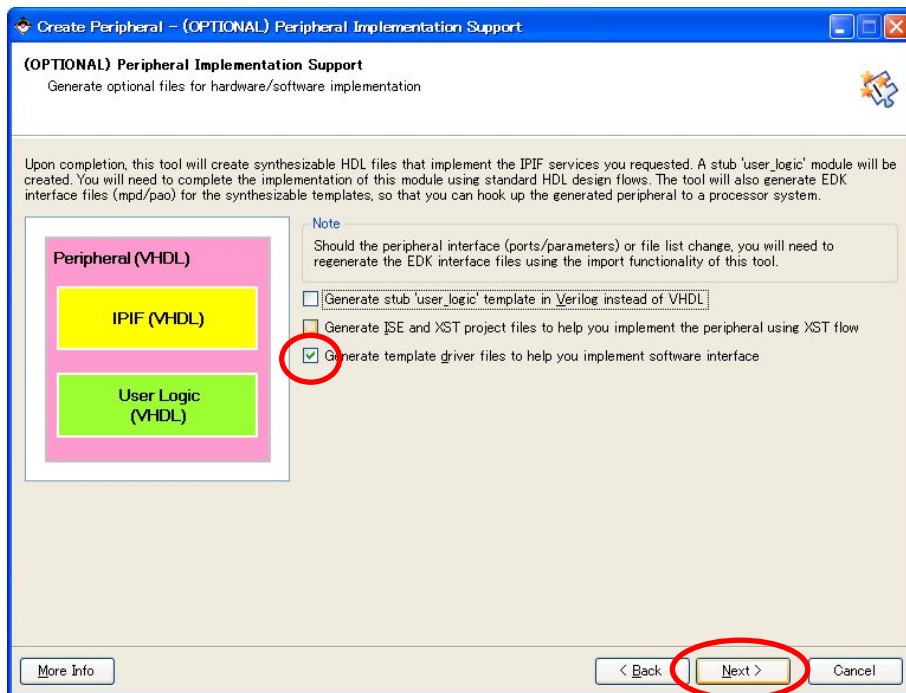 Create Peripheral - (OPTIONAL) Peripheral Implementation Support
(OPTIONAL) Peripheral Implementation Support
Generate optional files for hardware/software implementation
Upon completion, this tool will create synthesizable HDL files that implement the IPIF services you requested. A stub 'user_logic' module will be
created. You will need to complete the implementation of this module using standard HDL design flows. The tool will also generate EDK
interface files (mpd/pao) for the synthesizable templates, so that you can hook up the generated peripheral to a processor system.
Peripheral (VHDL)
IPIF (VHDL)
User Logic
(VHDL)
Note
Should the peripheral interface (ports/parameters) or file list change, you will need to
regenerate the EDK interface files using the import functionality of this tool.
Generate stub 'user_logic' template in Verilog instead of VHDL
Generate ISE and XST project files to help you implement the peripheral using XST flow
Generate template driver files to help you implement software interface
More Info
< Back
Next >
Cancel